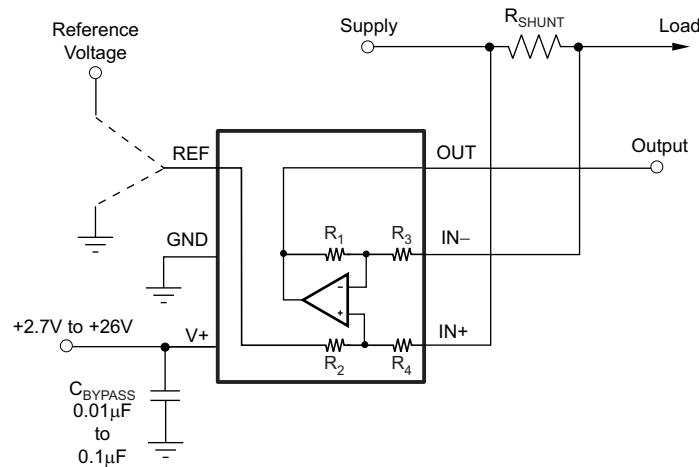 Reference
Voltage
Supply
R_SHUNT
Load
REF
OUT
Output
GND
R1
R3
IN−
-
+
+2.7V to +26V
V+
R2
R4
IN+
C_BYPASS
0.01µF
to
0.1µF